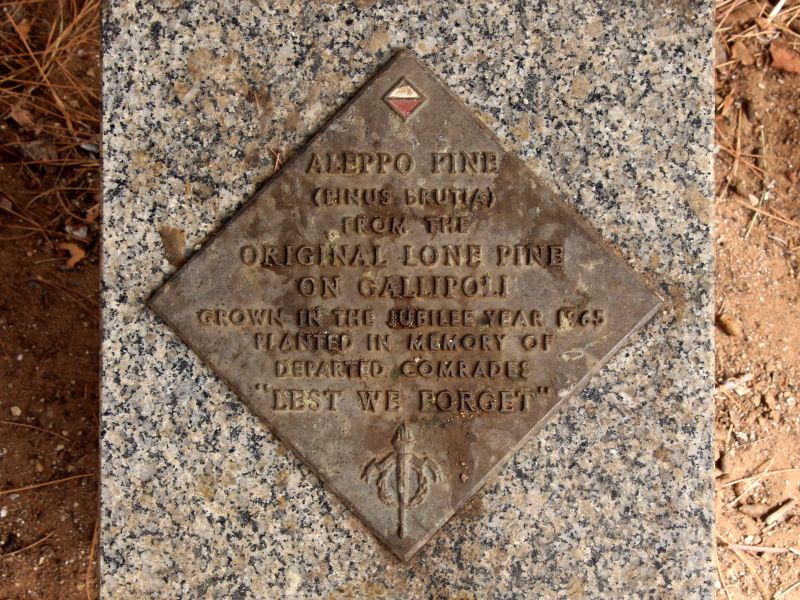 ALEPPO PINE
(PINUS BRUTIA)
FROM THE
ORIGINAL LONE PINE
ON GALLIPOLI
GROWN IN THE JUBILEE YEAR 1965
PLANTED IN MEMORY OF
DEPARTED COMRADES
"LEST WE FORGET"